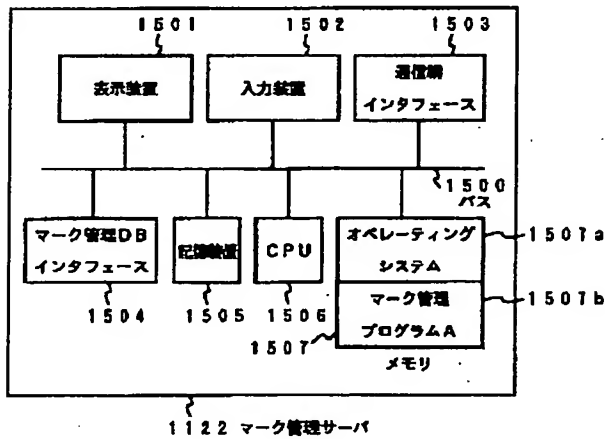 1501
1502
1503
表示装置
入力装置
通信網
インタフェース
1500
バス
マーク管理DB
インタフェース
記憶装置
CPU
オペレーティング
システム
1507a
マーク管理
プログラムA
1507b
1504
1505
1506
1507
メモリ
1122 マーク管理サーバ